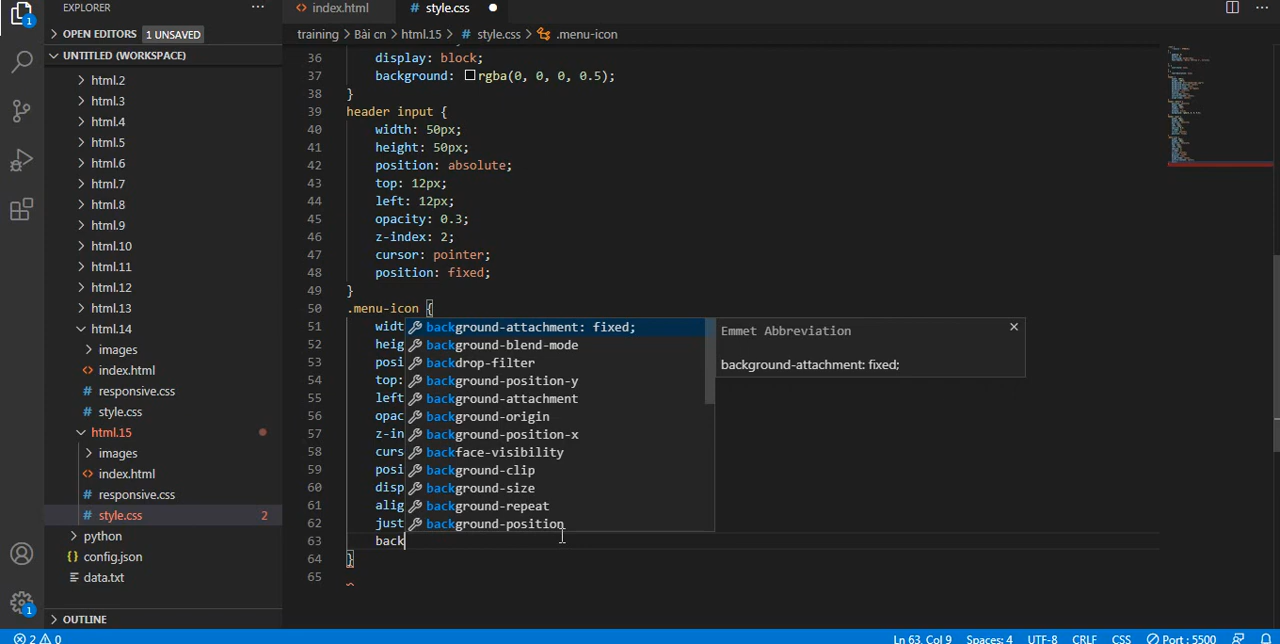 EXPLORER
index.html
# style.css
OPEN EDITORS 1 UNSAVED
training > Bài cn > html.15 > # style.css > .menu-icon
UNTITLED (WORKSPACE)
html.2
html.3
html.4
html.5
html.6
html.7
html.8
html.9
html.10
html.11
html.12
html.13
html.14
images
index.html
# responsive.css
# style.css
html.15
images
index.html
# responsive.css
# style.css 2
python
{} config.json
data.txt
OUTLINE
1
1
36 display: block;
37 background: rgba(0, 0, 0, 0.5);
38 }
39 header input {
40 width: 50px;
41 height: 50px;
42 position: absolute;
43 top: 12px;
44 left: 12px;
45 opacity: 0.3;
46 z-index: 2;
47 cursor: pointer;
48 position: fixed;
49 }
50 .menu-icon {
51 widt
52 heig
53 posi
54 top:
55 left
56 opac
57 z-in
58 curs
59 posi
60 disp
61 alig
62 just
63 back
64 }
65
background-attachment: fixed;
background-blend-mode
backdrop-filter
background-position-y
background-attachment
background-origin
background-position-x
backface-visibility
background-clip
background-size
background-repeat
background-position
Emmet Abbreviation
background-attachment: fixed;
2 0
Ln 63, Col 9 Spaces: 4 UTF-8 CRLF CSS Port : 5500